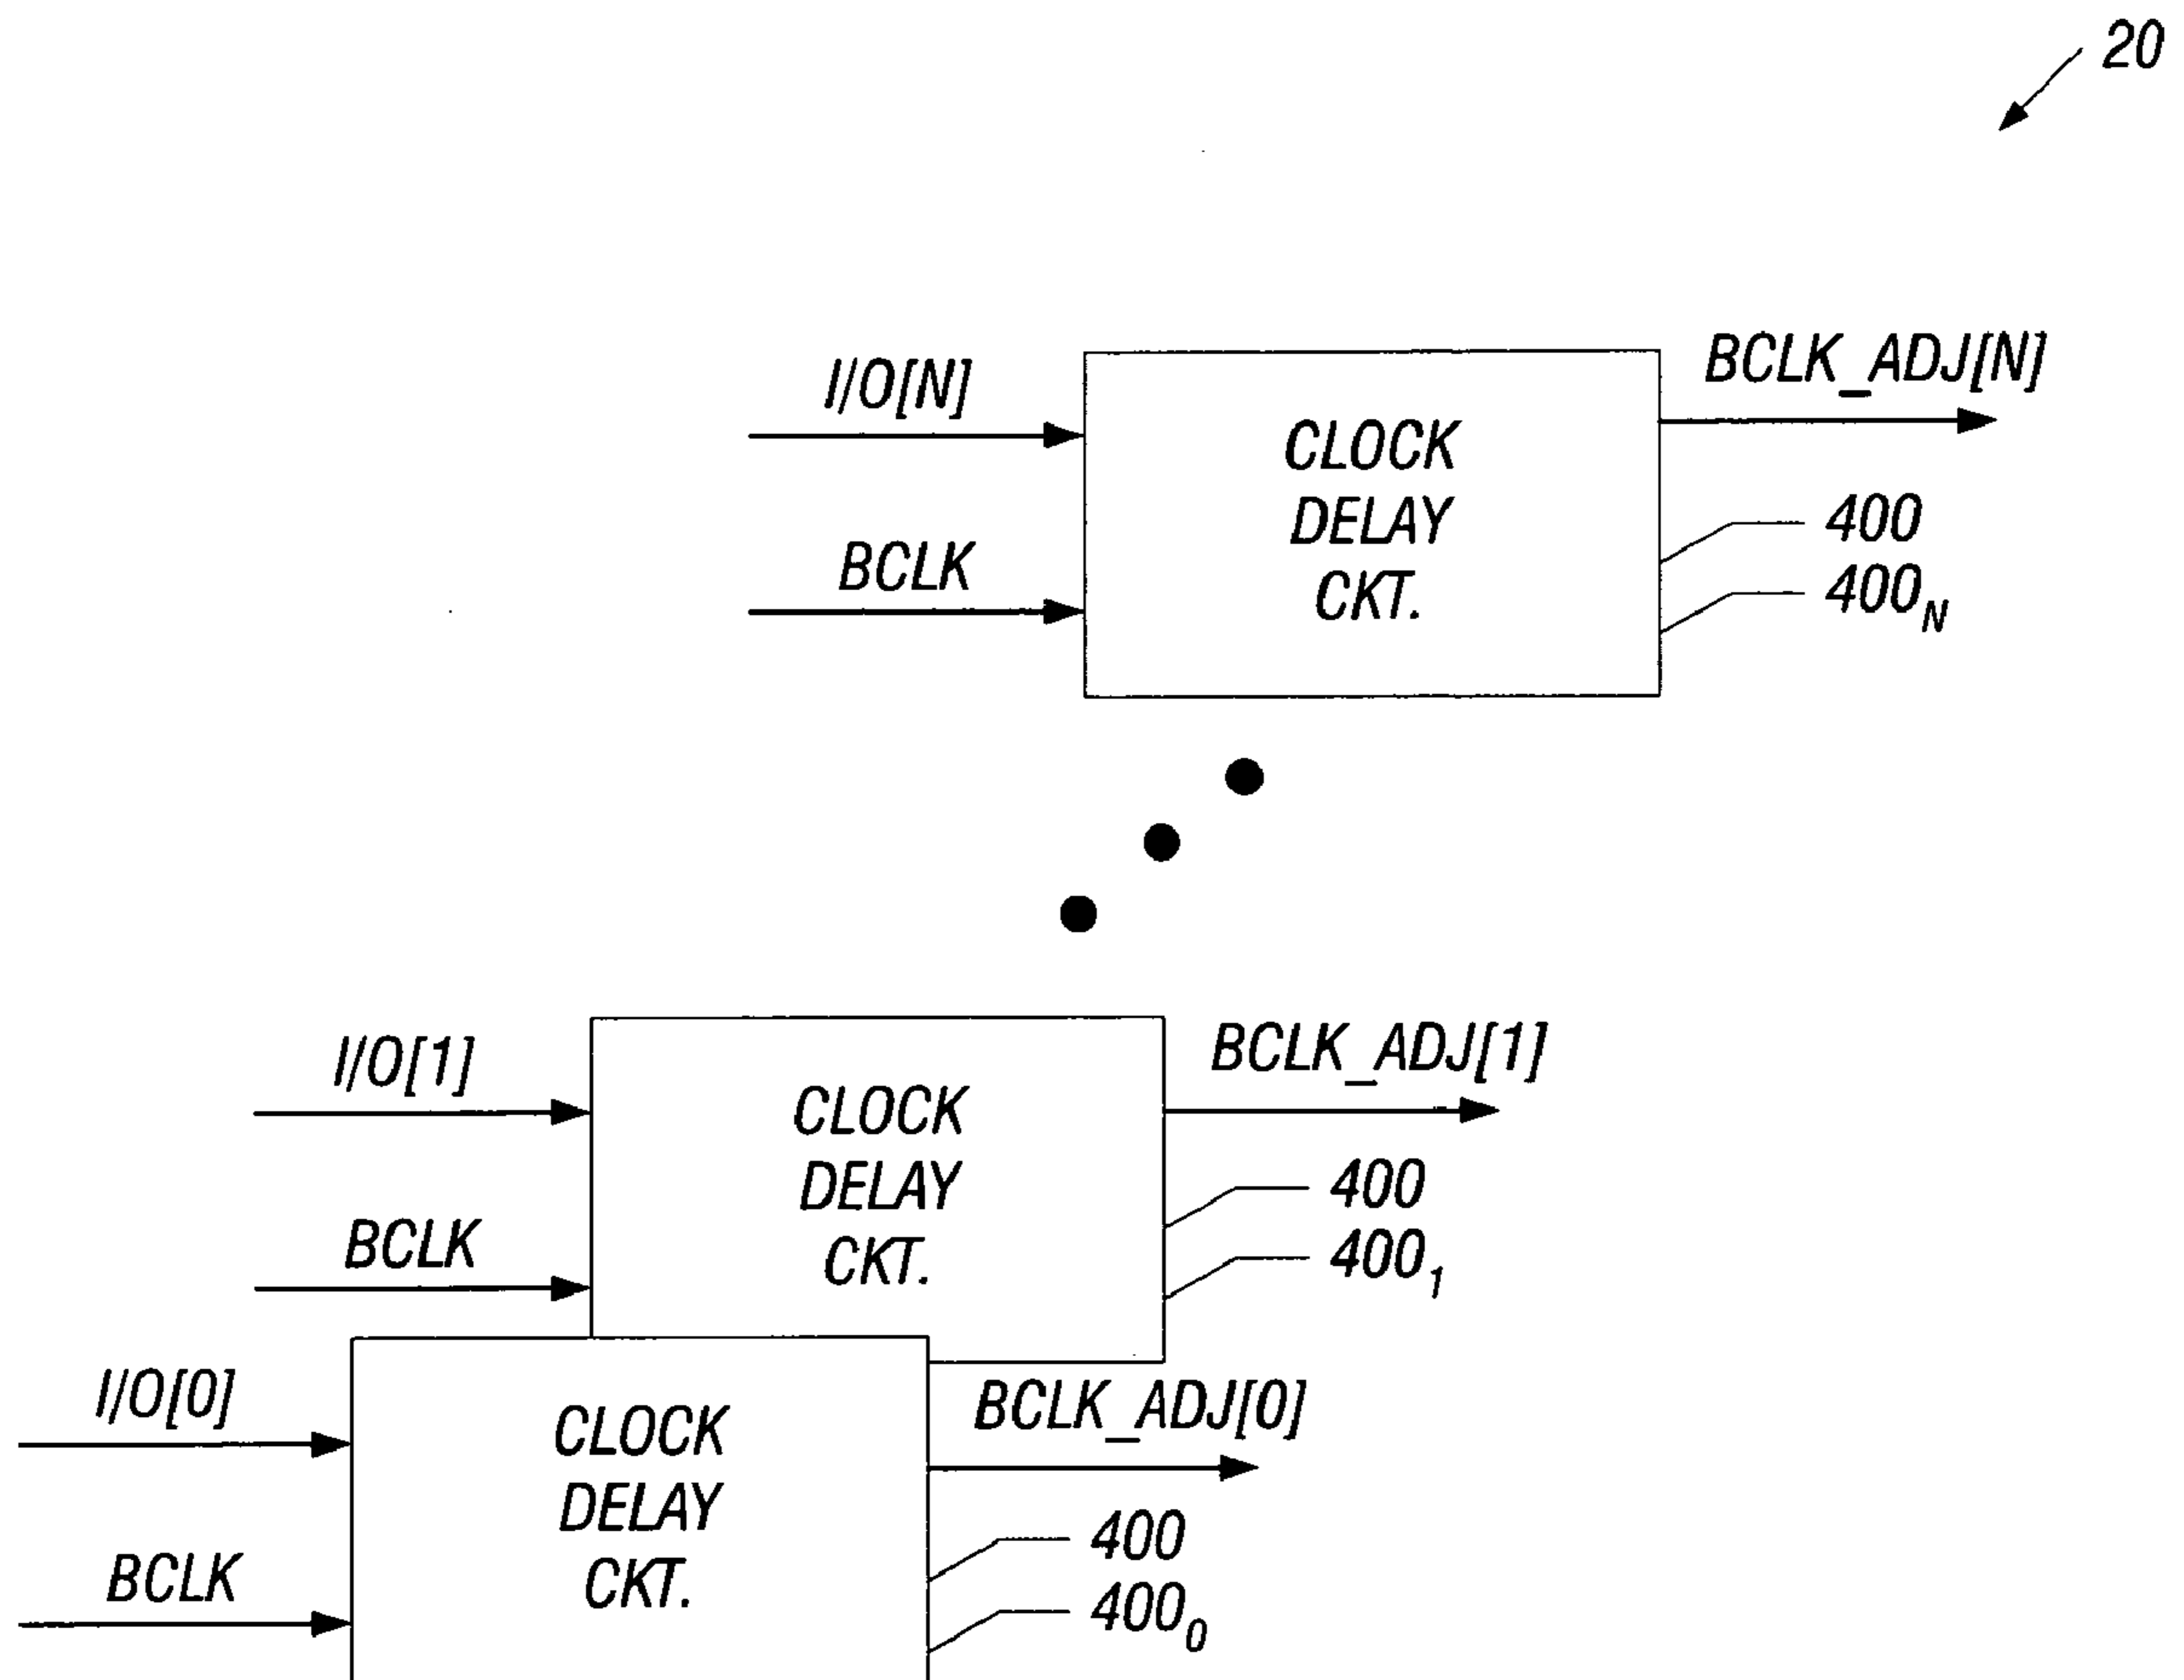 20
I/O[N]
BCLK_ADJ[N]
BCLK
CLOCK
DELAY
CKT.
400
400N
I/O[1]
BCLK_ADJ[1]
BCLK
CLOCK
DELAY
CKT.
400
4001
I/O[0]
BCLK_ADJ[0]
BCLK
CLOCK
DELAY
CKT.
400
4000